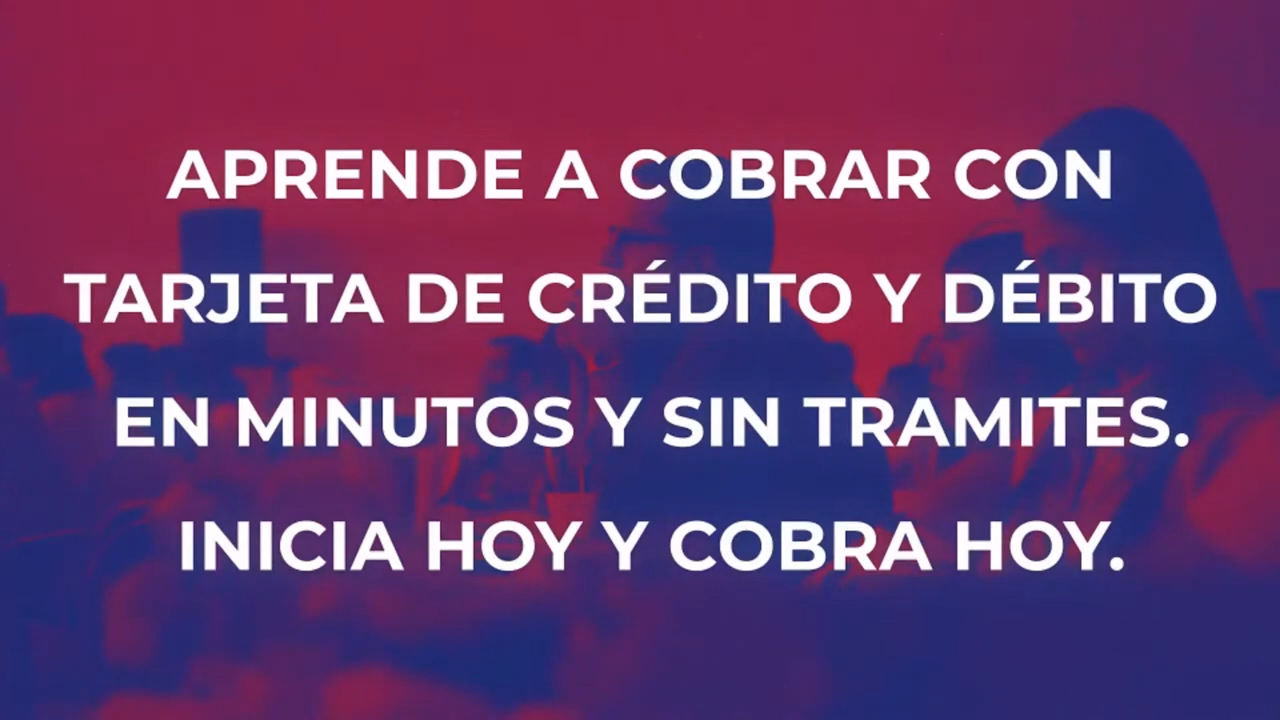 APRENDE A COBRAR CON
TARJETA DE CRÉDITO Y DÉBITO
EN MINUTOS Y SIN TRAMITES.
INICIA HOY Y COBRA HOY.